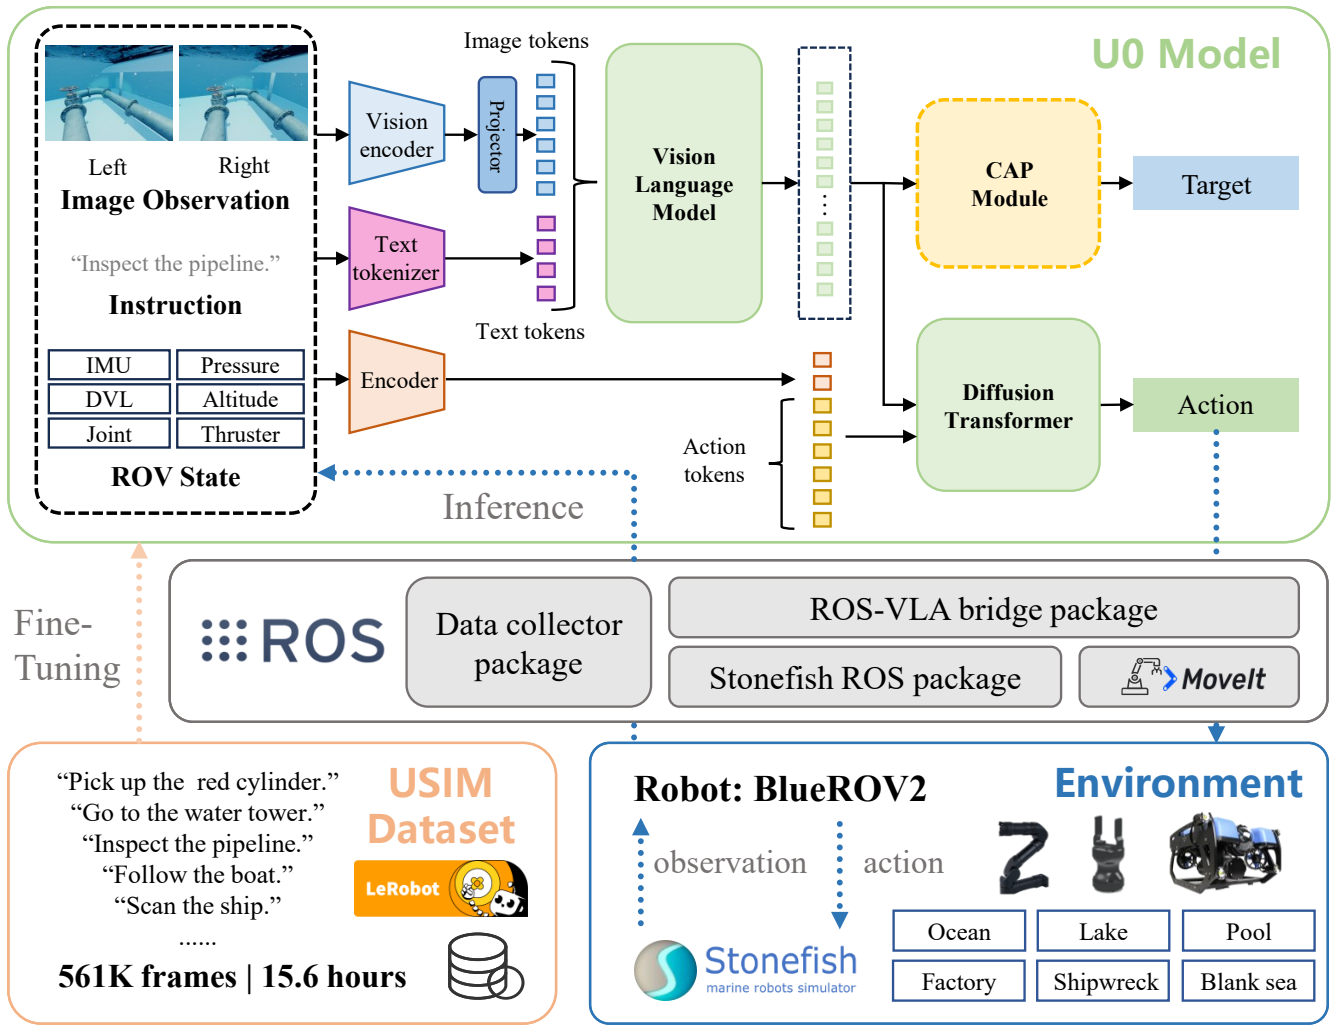 U0 Model
Left
Right
Image Observation
“Inspect the pipeline.”
Instruction
IMU
Pressure
DVL
Altitude
Joint
Thruster
ROV State
Vision
encoder
Projector
Image tokens
Text
tokenizer
Text tokens
Encoder
Vision
Language
Model
Action
tokens
CAP
Module
Target
Diffusion
Transformer
Action
Inference
Fine-
Tuning
ROS
Data collector
package
ROS-VLA bridge package
Stonefish ROS package
MoveIt
“Pick up the red cylinder.”
“Go to the water tower.”
“Inspect the pipeline.”
“Follow the boat.”
“Scan the ship.”
......
561K frames | 15.6 hours
USIM
Dataset
LeRobot
Robot: BlueROV2
Environment
observation
action
Stonefish
marine robots simulator
Ocean
Lake
Pool
Factory
Shipwreck
Blank sea